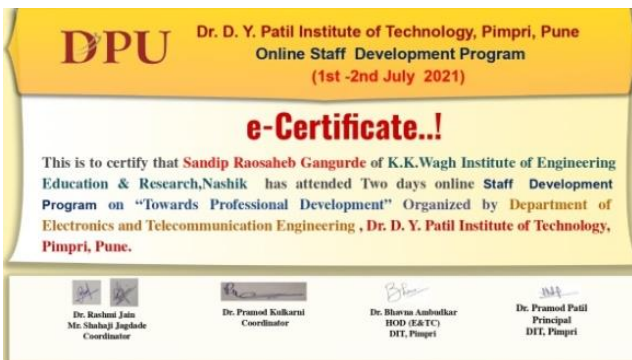 DPU
Dr. D. Y. Patil Institute of Technology, Pimpri, Pune
Online Staff Development Program
(1st -2nd July 2021)
e-Certificate..!
This is to certify that Sandip Raosaheb Gangurde of K.K.Wagh Institute of Engineering
Education & Research,Nashik has attended Two days online Staff Development
Program on “Towards Professional Development” Organized by Department of
Electronics and Telecommunication Engineering , Dr. D. Y. Patil Institute of Technology,
Pimpri, Pune.
Dr. Rashmi Jain
Mr. Shahaji Jagdade
Coordinator
Dr. Pramod Kulkarni
Coordinator
Dr. Bhavna Ambudkar
HOD (E&TC)
DIT, Pimpri
Dr. Pramod Patil
Principal
DIT, Pimpri